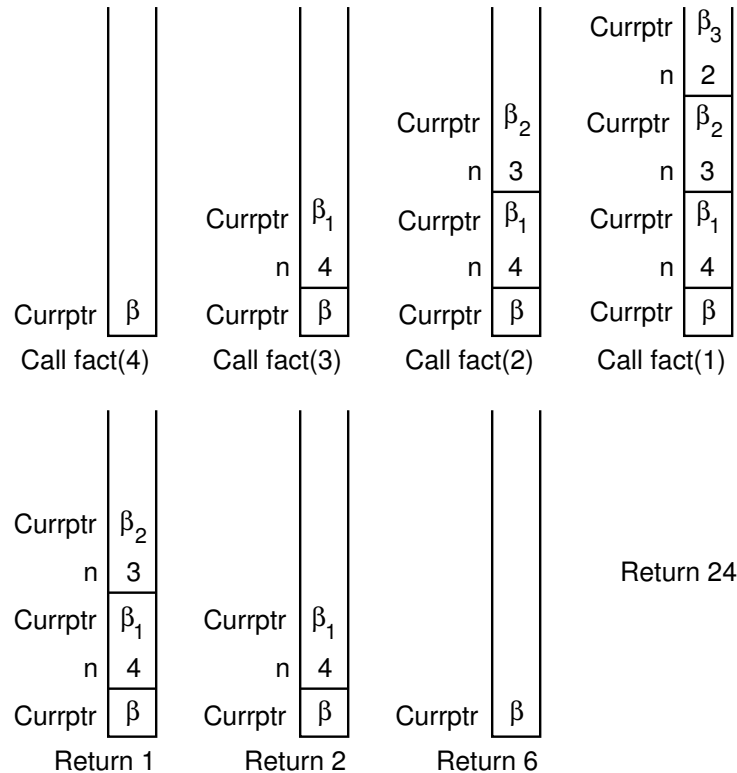 Currptr β3
n 2
Currptr β2 Currptr β2
n 3 n 3
Currptr β1 Currptr β1 Currptr β1
n 4 n 4 n 4
Currptr β Currptr β Currptr β Currptr β
Call fact(4) Call fact(3) Call fact(2) Call fact(1)
Currptr β2
n 3 Return 24
Currptr β1 Currptr β1
n 4 n 4
Currptr β Currptr β Currptr β
Return 1 Return 2 Return 6